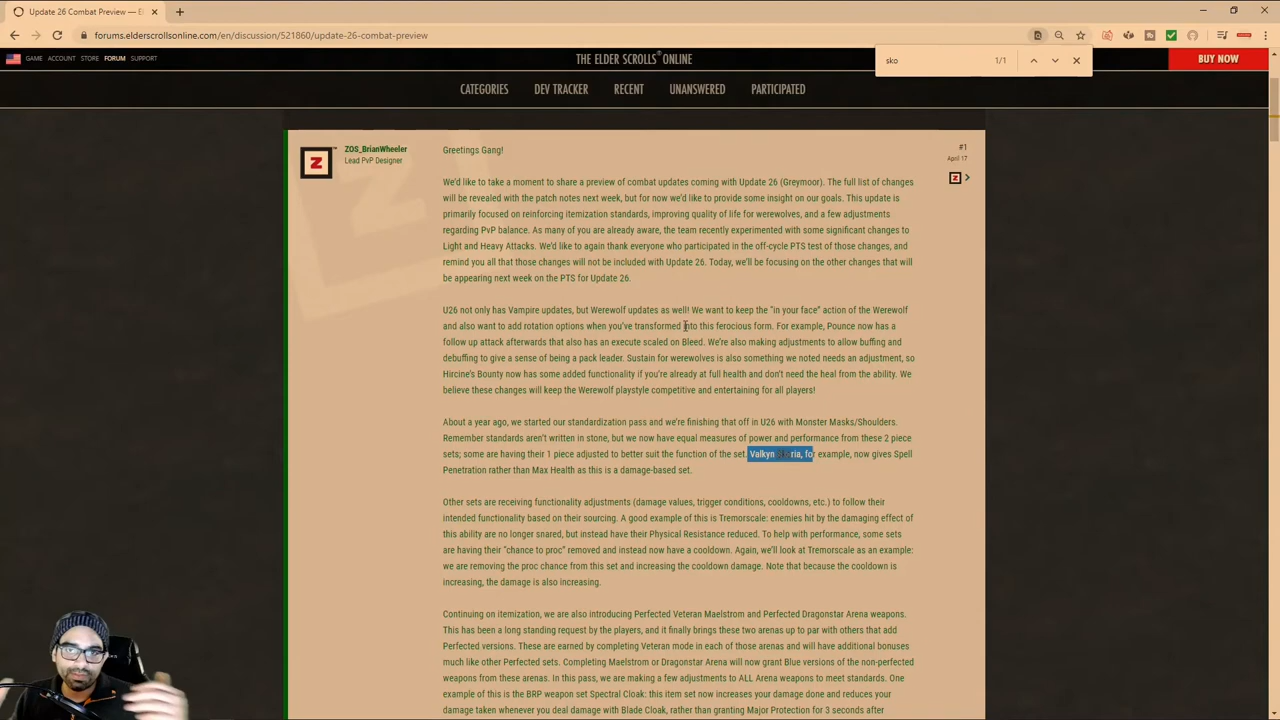 Update 26 Combat Preview — El
forums.elderscrollsonline.com/en/discussion/521860/update-26-combat-preview
sko
1/1
GAME ACCOUNT STORE FORUM SUPPORT
THE ELDER SCROLLS® ONLINE
BUY NOW
CATEGORIES DEV TRACKER RECENT UNANSWERED PARTICIPATED
ZOS_BrianWheeler
Lead PvP Designer
#1
April 17
Greetings Gang!
We'd like to take a moment to share a preview of combat updates coming with Update 26 (Greymoor). The full list of changes
will be revealed with the patch notes next week, but for now we'd like to provide some insight on our goals. This update is
primarily focused on reinforcing itemization standards, improving quality of life for werewolves, and a few adjustments
regarding PvP balance. As many of you are already aware, the team recently experimented with some significant changes to
Light and Heavy Attacks. We'd like to again thank everyone who participated in the off-cycle PTS test of those changes, and
remind you all that those changes will not be included with Update 26. Today, we'll be focusing on the other changes that will
be appearing next week on the PTS for Update 26.
U26 not only has Vampire updates, but Werewolf updates as well! We want to keep the "in your face" action of the Werewolf
and also want to add rotation options when you've transformed into this ferocious form. For example, Pounce now has a
follow up attack afterwards that also has an execute scaled on Bleed. We're also making adjustments to allow buffing and
debuffing to give a sense of being a pack leader. Sustain for werewolves is also something we noted needs an adjustment, so
Hircine's Bounty now has some added functionality if you're already at full health and don't need the heal from the ability. We
believe these changes will keep the Werewolf playstyle competitive and entertaining for all players!
About a year ago, we started our standardization pass and we're finishing that off in U26 with Monster Masks/Shoulders.
Remember standards aren't written in stone, but we now have equal measures of power and performance from these 2 piece
sets; some are having their 1 piece adjusted to better suit the function of the set. Valkyn Skoria, for example, now gives Spell
Penetration rather than Max Health as this is a damage-based set.
Other sets are receiving functionality adjustments (damage values, trigger conditions, cooldowns, etc.) to follow their
intended functionality based on their sourcing. A good example of this is Tremorscale: enemies hit by the damaging effect of
this ability are no longer snared, but instead have their Physical Resistance reduced. To help with performance, some sets
are having their "chance to proc" removed and instead now have a cooldown. Again, we'll look at Tremorscale as an example:
we are removing the proc chance from this set and increasing the cooldown damage. Note that because the cooldown is
increasing, the damage is also increasing.
Continuing on itemization, we are also introducing Perfected Veteran Maelstrom and Perfected Dragonstar Arena weapons.
This has been a long standing request by the players, and it finally brings these two arenas up to par with others that add
Perfected versions. These are earned by completing Veteran mode in each of those arenas and will have additional bonuses
much like other Perfected sets. Completing Maelstrom or Dragonstar Arena will now grant Blue versions of the non-perfected
weapons from these arenas. In this pass, we are making a few adjustments to ALL Arena weapons to meet standards. One
example of this is the BRP weapon set Spectral Cloak: this item set now increases your damage done and reduces your
damage taken whenever you deal damage with Blade Cloak, rather than granting Major Protection for 3 seconds after